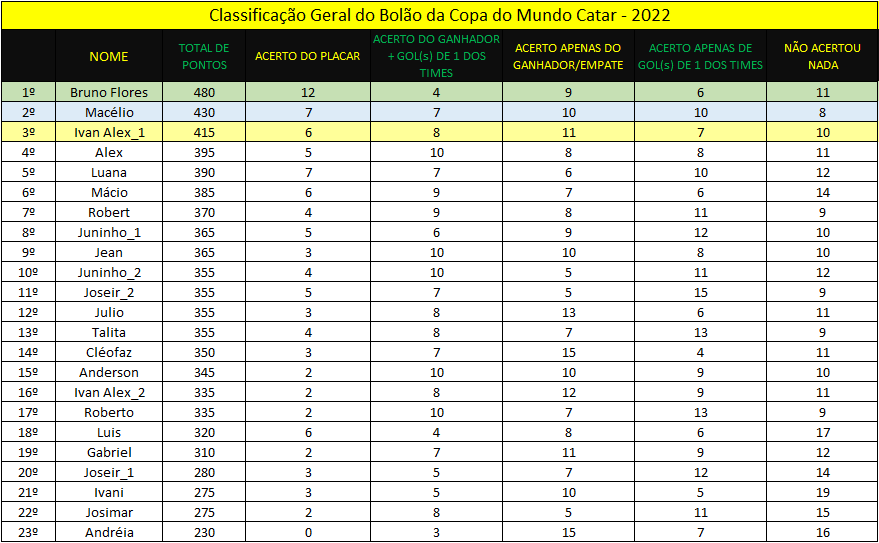 Classificação Geral do Bolão da Copa do Mundo Catar - 2022
NOME TOTAL DE PONTOS ACERTO DO PLACAR ACERTO DO GANHADOR + GOL(s) DE 1 DOS TIMES ACERTO APENAS DO GANHADOR/EMPATE ACERTO APENAS DE GOL(s) DE 1 DOS TIMES NÃO ACERTOU NADA
1º Bruno Flores 480 12 4 9 6 11
2º Macélio 430 7 7 10 10 8
3º Ivan Alex_1 415 6 8 11 7 10
4º Alex 395 5 10 8 8 11
5º Luana 390 7 7 6 10 12
6º Mácio 385 6 9 7 6 14
7º Robert 370 4 9 8 11 9
8º Juninho_1 365 5 6 9 12 10
9º Jean 365 3 10 10 8 10
10º Juninho_2 355 4 10 5 11 12
11º Joseir_2 355 5 7 5 15 9
12º Julio 355 3 8 13 6 11
13º Talita 355 4 8 7 13 9
14º Cléofaz 350 3 7 15 4 11
15º Anderson 345 2 10 10 9 10
16º Ivan Alex_2 335 2 8 12 9 11
17º Roberto 335 2 10 7 13 9
18º Luis 320 6 4 8 6 17
19º Gabriel 310 2 7 11 9 12
20º Joseir_1 280 3 5 7 12 14
21º Ivani 275 3 5 10 5 19
22º Josimar 275 2 8 5 11 15
23º Andréia 230 0 3 15 7 16